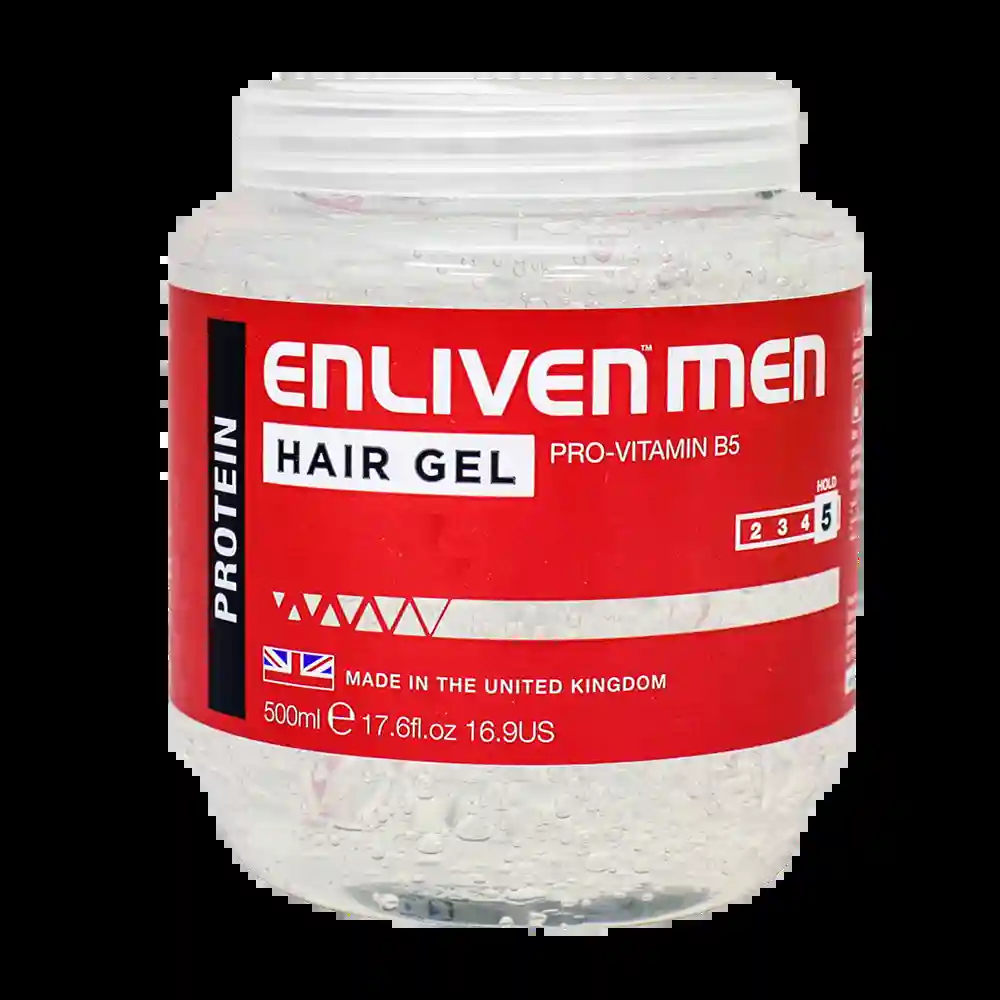 PROTEIN
ENLIVEN™ MEN
HAIR GEL
PRO-VITAMIN B5
HOLD
2 3 4 5
MADE IN THE UNITED KINGDOM
500ml ℮ 17.6fl.oz 16.9US